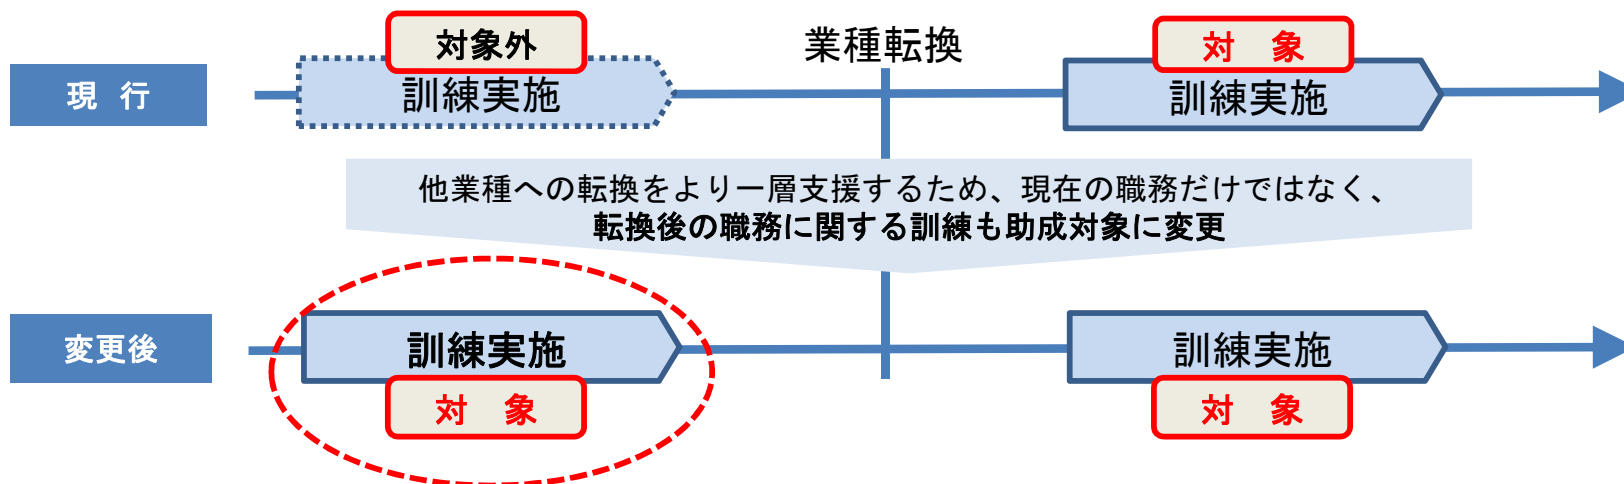 対象外
業種転換
対　象
現　行
訓練実施
訓練実施
他業種への転換をより一層支援するため、現在の職務だけではなく、
転換後の職務に関する訓練も助成対象に変更
変更後
訓練実施
訓練実施
対　象
対　象